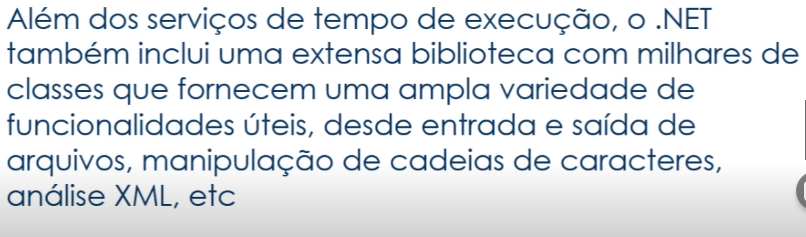 Além dos serviços de tempo de execução, o .NET
também inclui uma extensa biblioteca com milhares de
classes que fornecem uma ampla variedade de
funcionalidades úteis, desde entrada e saída de
arquivos, manipulação de cadeias de caracteres,
análise XML, etc